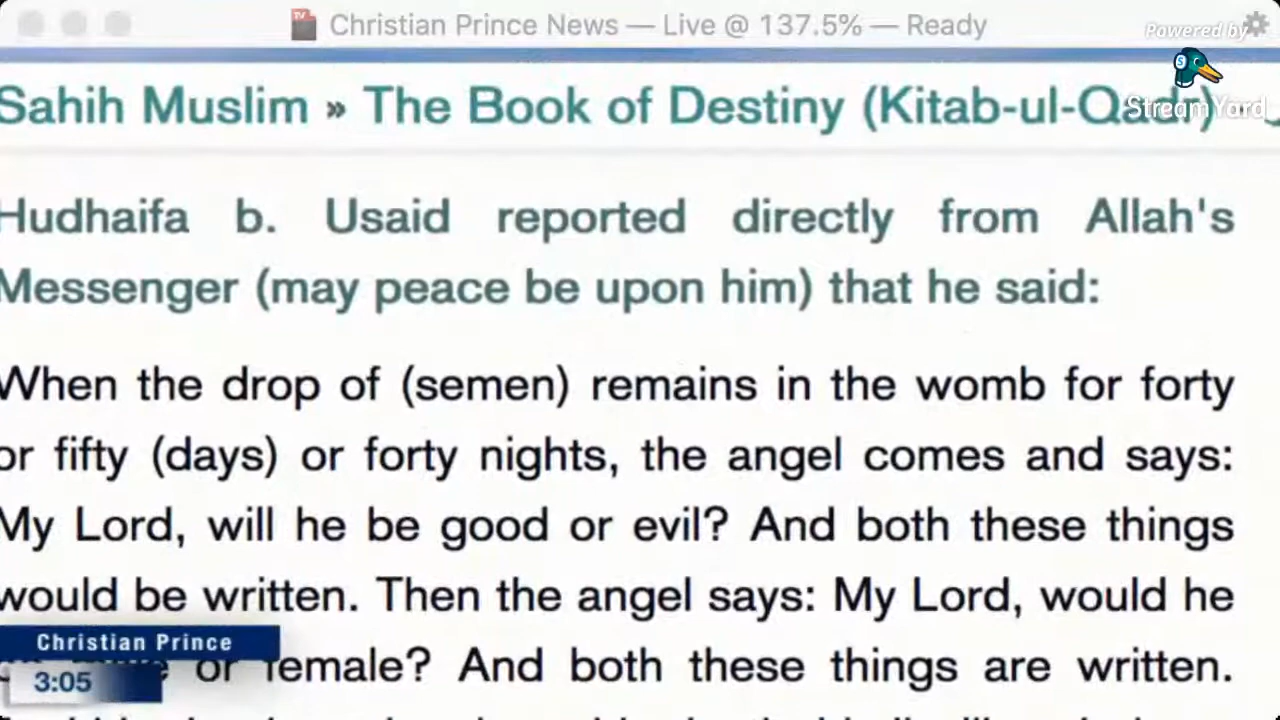 Christian Prince News — Live @ 137.5% — Ready
Powered by
StreamYard
Sahih Muslim » The Book of Destiny (Kitab-ul-Qadr)
Hudhaifa b. Usaid reported directly from Allah's
Messenger (may peace be upon him) that he said:
When the drop of (semen) remains in the womb for forty
or fifty (days) or forty nights, the angel comes and says:
My Lord, will he be good or evil? And both these things
would be written. Then the angel says: My Lord, would he
or female? And both these things are written.
Christian Prince
3:05